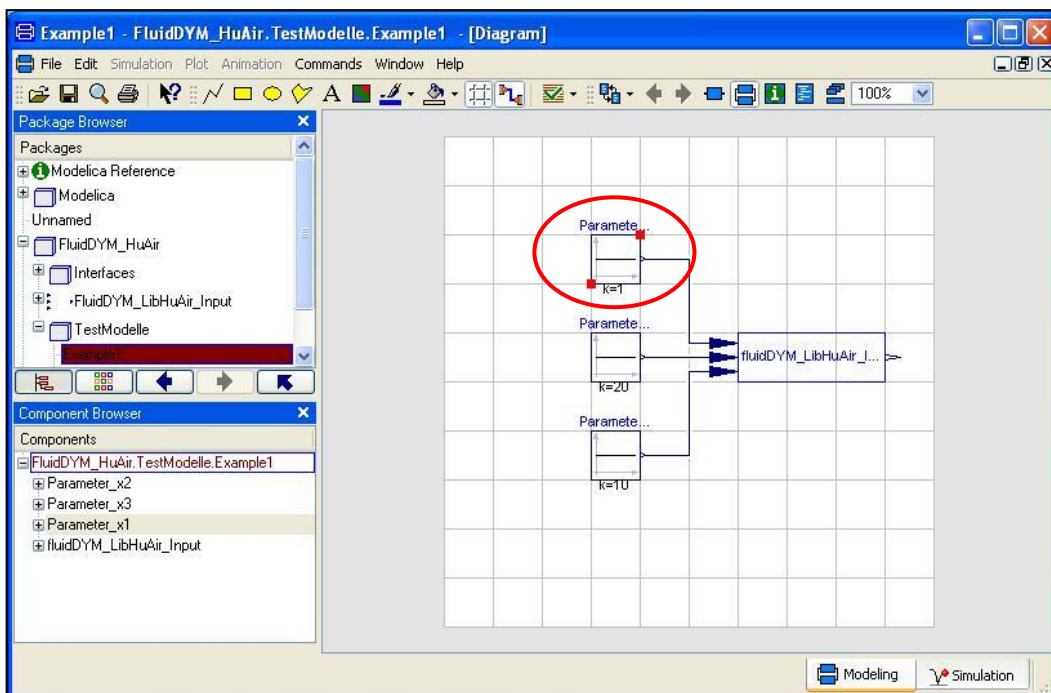 Example1 - FluidDYM_HuAir.TestModelle.Example1 - [Diagram]
File Edit Simulation Plot Animation Commands Window Help
A 100%
Package Browser
Packages
Modelica Reference
Modelica
Unnamed
FluidDYM_HuAir
Interfaces
FluidDYM_LibHuAir_Input
TestModelle
Example1
Component Browser
Components
FluidDYM_HuAir.TestModelle.Example1
Parameter_x2
Parameter_x3
Parameter_x1
fluidDYM_LibHuAir_Input
Paramete...
k=1
Paramete...
k=20
Paramete...
k=10
fluidDYM_LibHuAir_I...
Modeling
Simulation